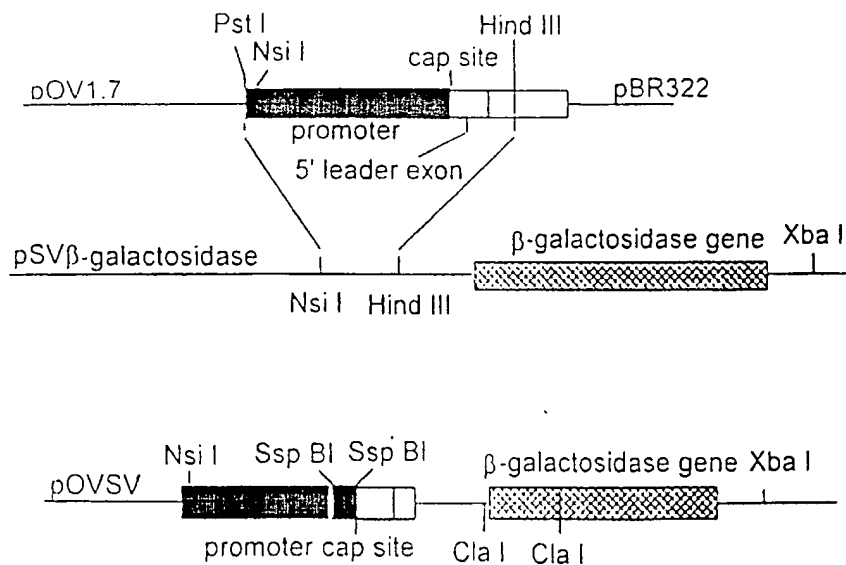 Pst I
Nsi I
Hind III
cap site
pOV1.7
pBR322
promoter
5' leader exon
pSVβ-galactosidase
β-galactosidase gene
Xba I
Nsi I
Hind III
Nsi I
Ssp BI
Ssp BI
β-galactosidase gene
Xba I
pOVSV
promoter cap site
Cla I
Cla I